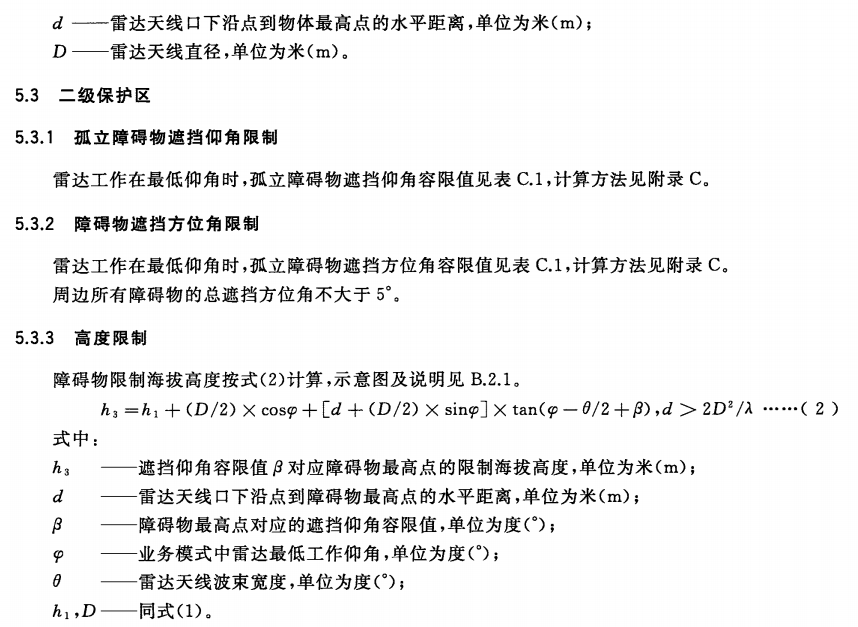 d ——雷达天线口下沿点到物体最高点的水平距离,单位为米(m);
D ——雷达天线直径,单位为米(m)。
5.3 二级保护区
5.3.1 孤立障碍物遮挡仰角限制
雷达工作在最低仰角时,孤立障碍物遮挡仰角容限值见表 C.1,计算方法见附录 C。
5.3.2 障碍物遮挡方位角限制
雷达工作在最低仰角时,孤立障碍物遮挡方位角容限值见表 C.1,计算方法见附录 C。
周边所有障碍物的总遮挡方位角不大于 5°。
5.3.3 高度限制
障碍物限制海拔高度按式(2)计算,示意图及说明见 B.2.1。
h₃=h₁+(D/2)×cosφ+[d+(D/2)×sinφ]×tan(φ-θ/2+β),d>2D²/λ ……( 2 )
式中:
h₃ ——遮挡仰角容限值 β 对应障碍物最高点的限制海拔高度,单位为米(m);
d ——雷达天线口下沿点到障碍物最高点的水平距离,单位为米(m);
β ——障碍物最高点对应的遮挡仰角容限值,单位为度(°);
φ ——业务模式中雷达最低工作仰角,单位为度(°);
θ ——雷达天线波束宽度,单位为度(°);
h₁,D——同式(1)。